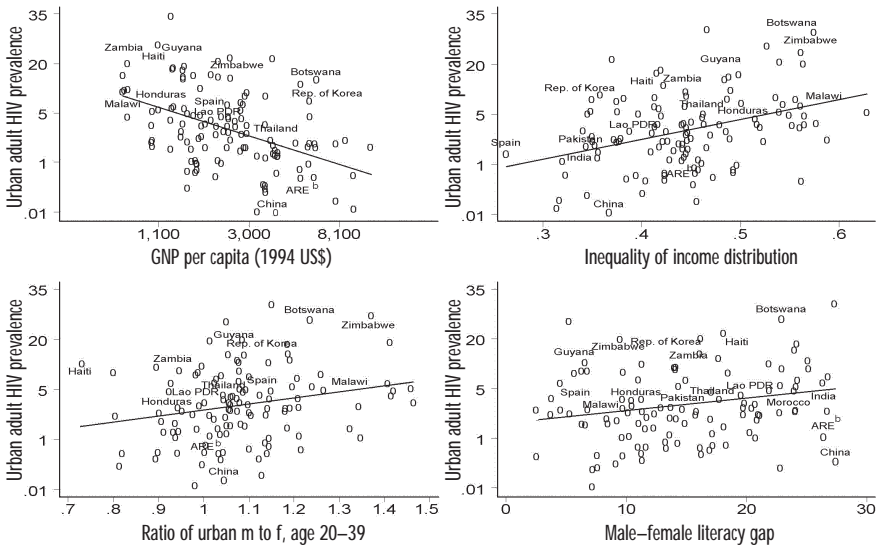 Urban adult HIV prevalence
35
20
5
1
.01
Zambia
Guyana
Haiti
Zimbabwe
Botswana
Rep. of Korea
Malawi
Honduras
Spain
Lao PDR
Thailand
ARE b
China
1,100 3,000 8,100
GNP per capita (1994 US$)
Urban adult HIV prevalence
35
20
5
1
.01
Botswana
Zimbabwe
Guyana
Haiti
Zambia
Rep. of Korea
Malawi
Thailand
Honduras
Lao PDR
Pakistan
Spain
India
b
ARE
China
.3 .4 .5 .6
Inequality of income distribution
Urban adult HIV prevalence
35
20
5
1
.01
Botswana
Zimbabwe
Guyana
Rep. of Korea
Zambia
Haiti
Thailand
Spain
Malawi
Lao PDR
Honduras
ARE b
China
.7 .8 .9 1 1.1 1.2 1.3 1.4 1.5
Ratio of urban m to f, age 20–39
Urban adult HIV prevalence
35
20
5
1
.01
Botswana
Rep. of Korea
Haiti
Zimbabwe
Guyana
Zambia
Spain
Honduras
Thailand
Lao PDR
Malawi
Pakistan
Morocco
India
b
ARE
China
0 10 20 30
Male–female literacy gap